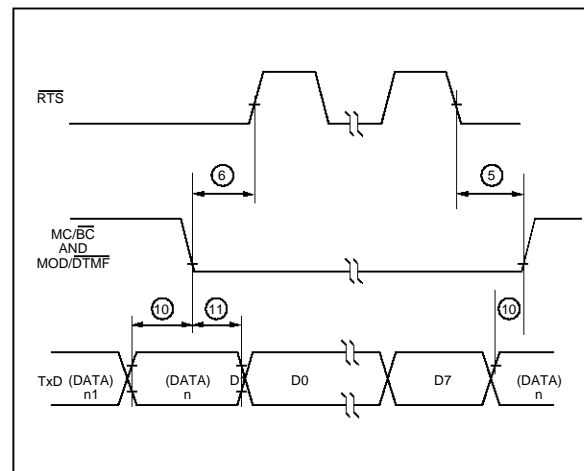 RTS
6
5
MC/BC
AND
MOD/DTMF
10
11
10
TxD
(DATA)
n1
(DATA)
n
D
D0
D7
(DATA)
n